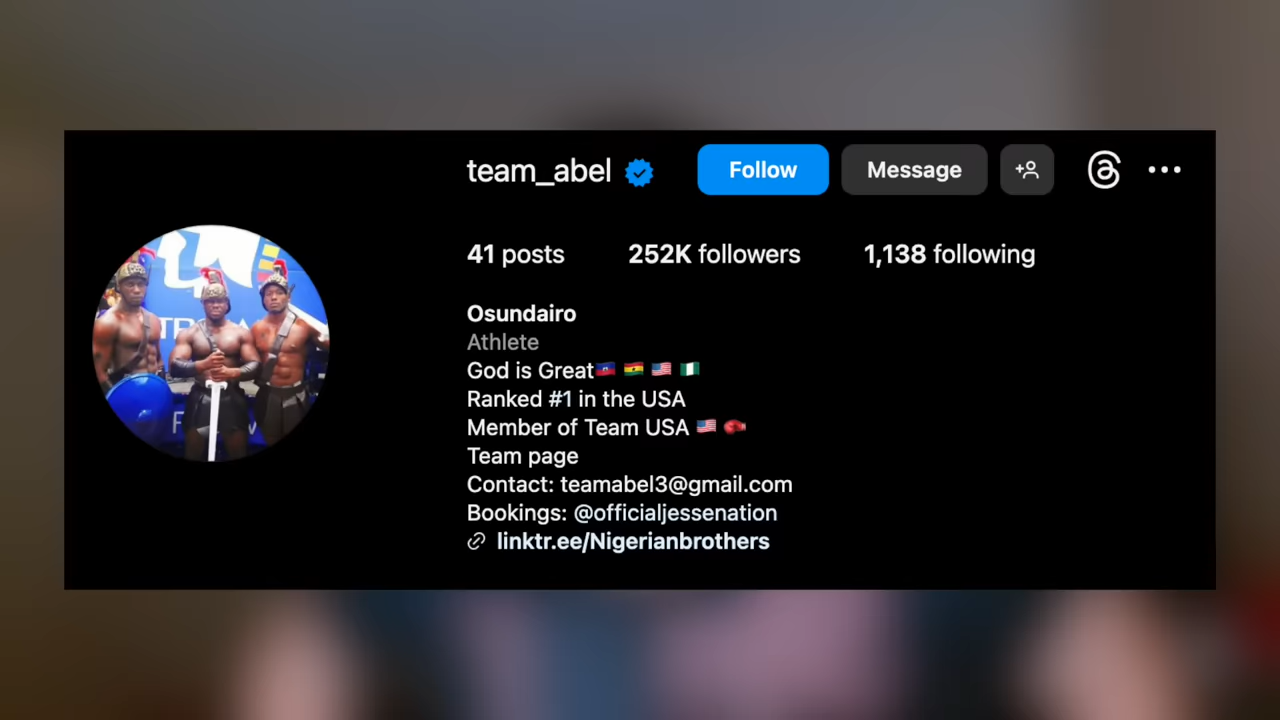 team_abel
Follow
Message
41 posts
252K followers
1,138 following
Osundairo
Athlete
God is Great🇭🇹 🇬🇭 🇺🇸 🇳🇬
Ranked #1 in the USA
Member of Team USA 🇺🇸 🥊
Team page
Contact: teamabel3@gmail.com
Bookings: @officialjessenation
linktr.ee/Nigerianbrothers